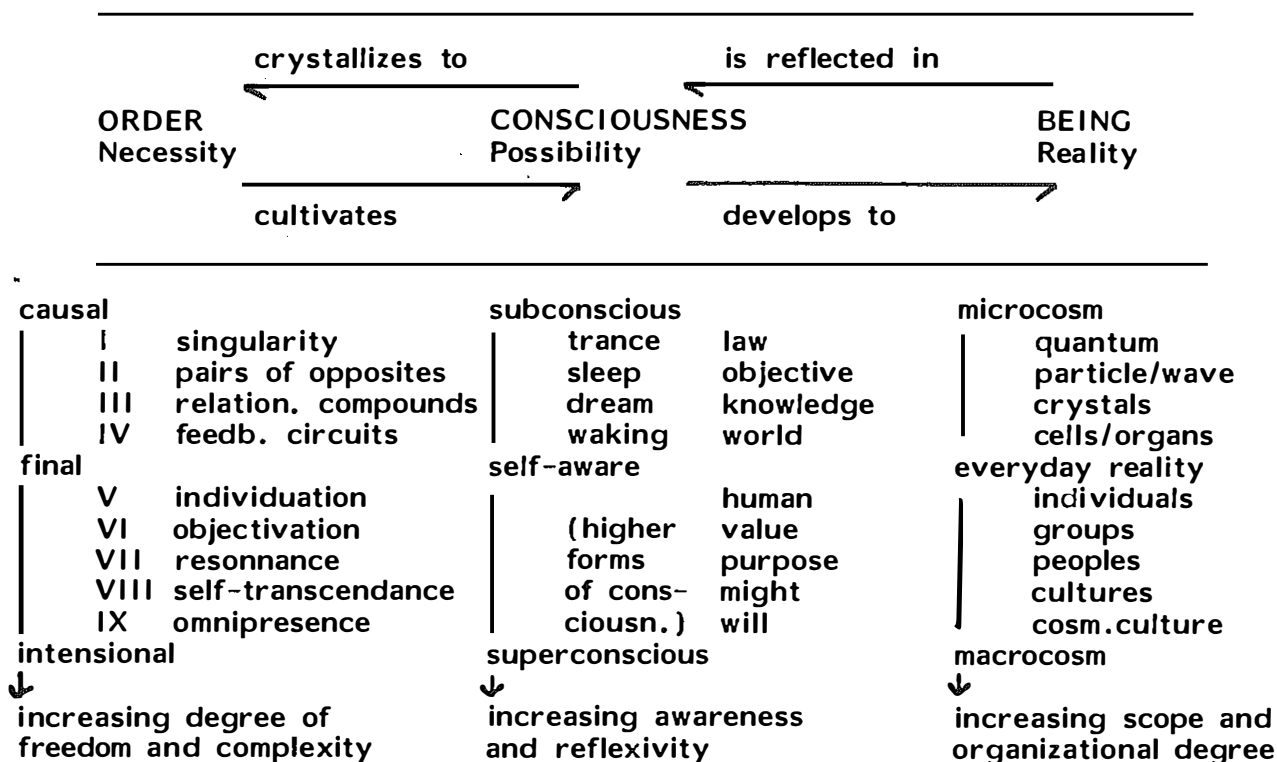 crystallizes to is reflected in
ORDER CONSCIOUSNESS BEING
Necessity Possibility Reality
cultivates develops to
causal subconscious microcosm
I singularity trance law quantum
II pairs of opposites sleep objective particle/wave
III relation. compounds dream knowledge crystals
IV feedb. circuits waking world cells/organs
final self-aware everyday reality
V individuation human individuals
VI objectivation (higher value groups
VII resonnance forms purpose peoples
VIII self-transcendance of cons- might cultures
IX omnipresence ciousn.) will cosm.culture
intensional superconscious macrocosm
increasing degree of increasing awareness increasing scope and
freedom and complexity and reflexivity organizational degree